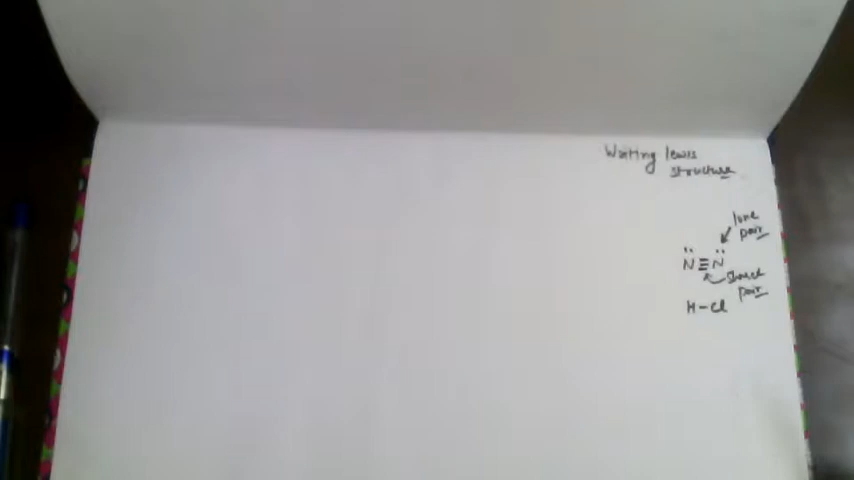 Writing lewis
structure
lone
pair
N̈≡N̈
shared
pair
H-Cl